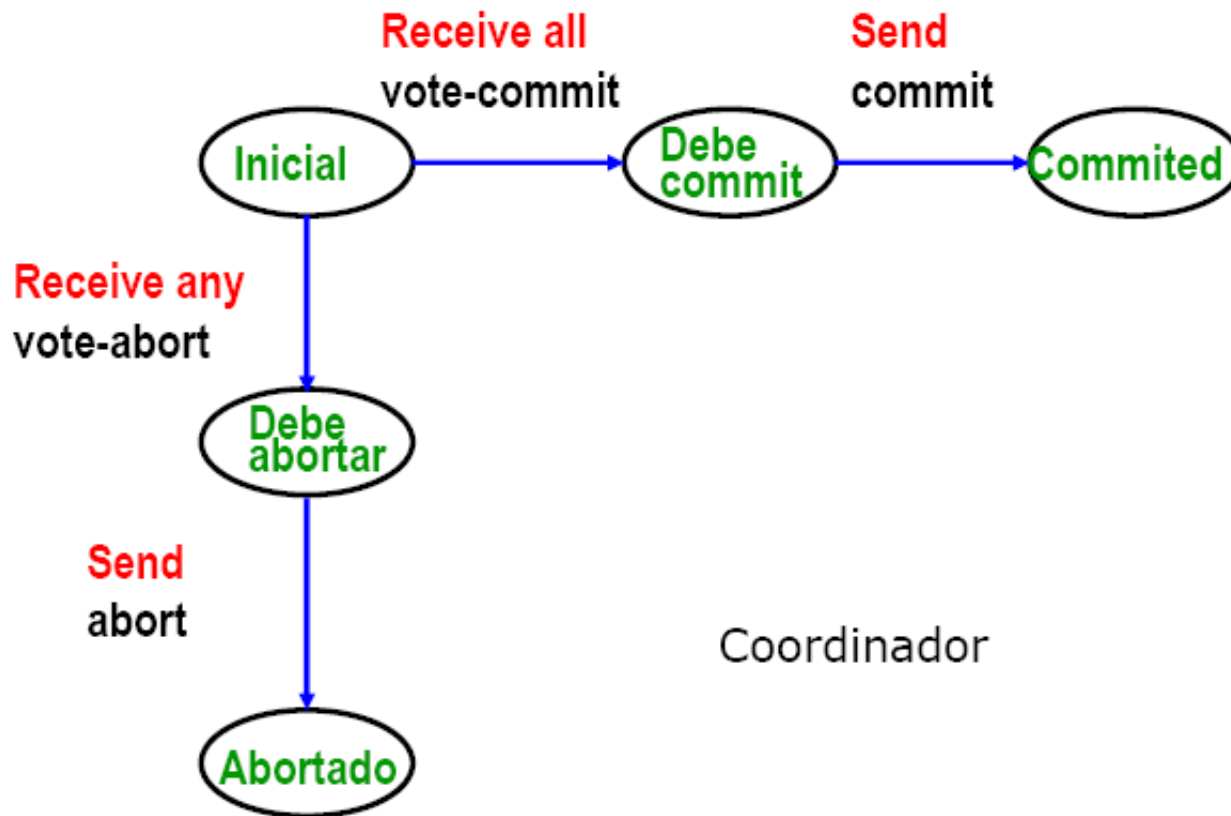 Receive all
vote-commit
Send
commit
Inicial
Debe
commit
Commited
Receive any
vote-abort
Debe
abortar
Send
abort
Coordinador
Abortado